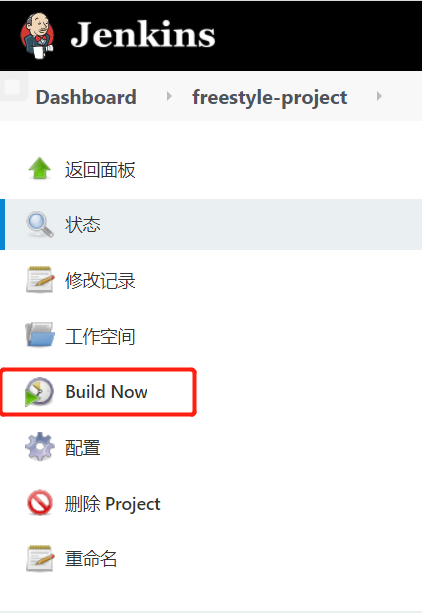 Jenkins
Dashboard freestyle-project
返回面板
状态
修改记录
工作空间
Build Now
配置
删除 Project
重命名